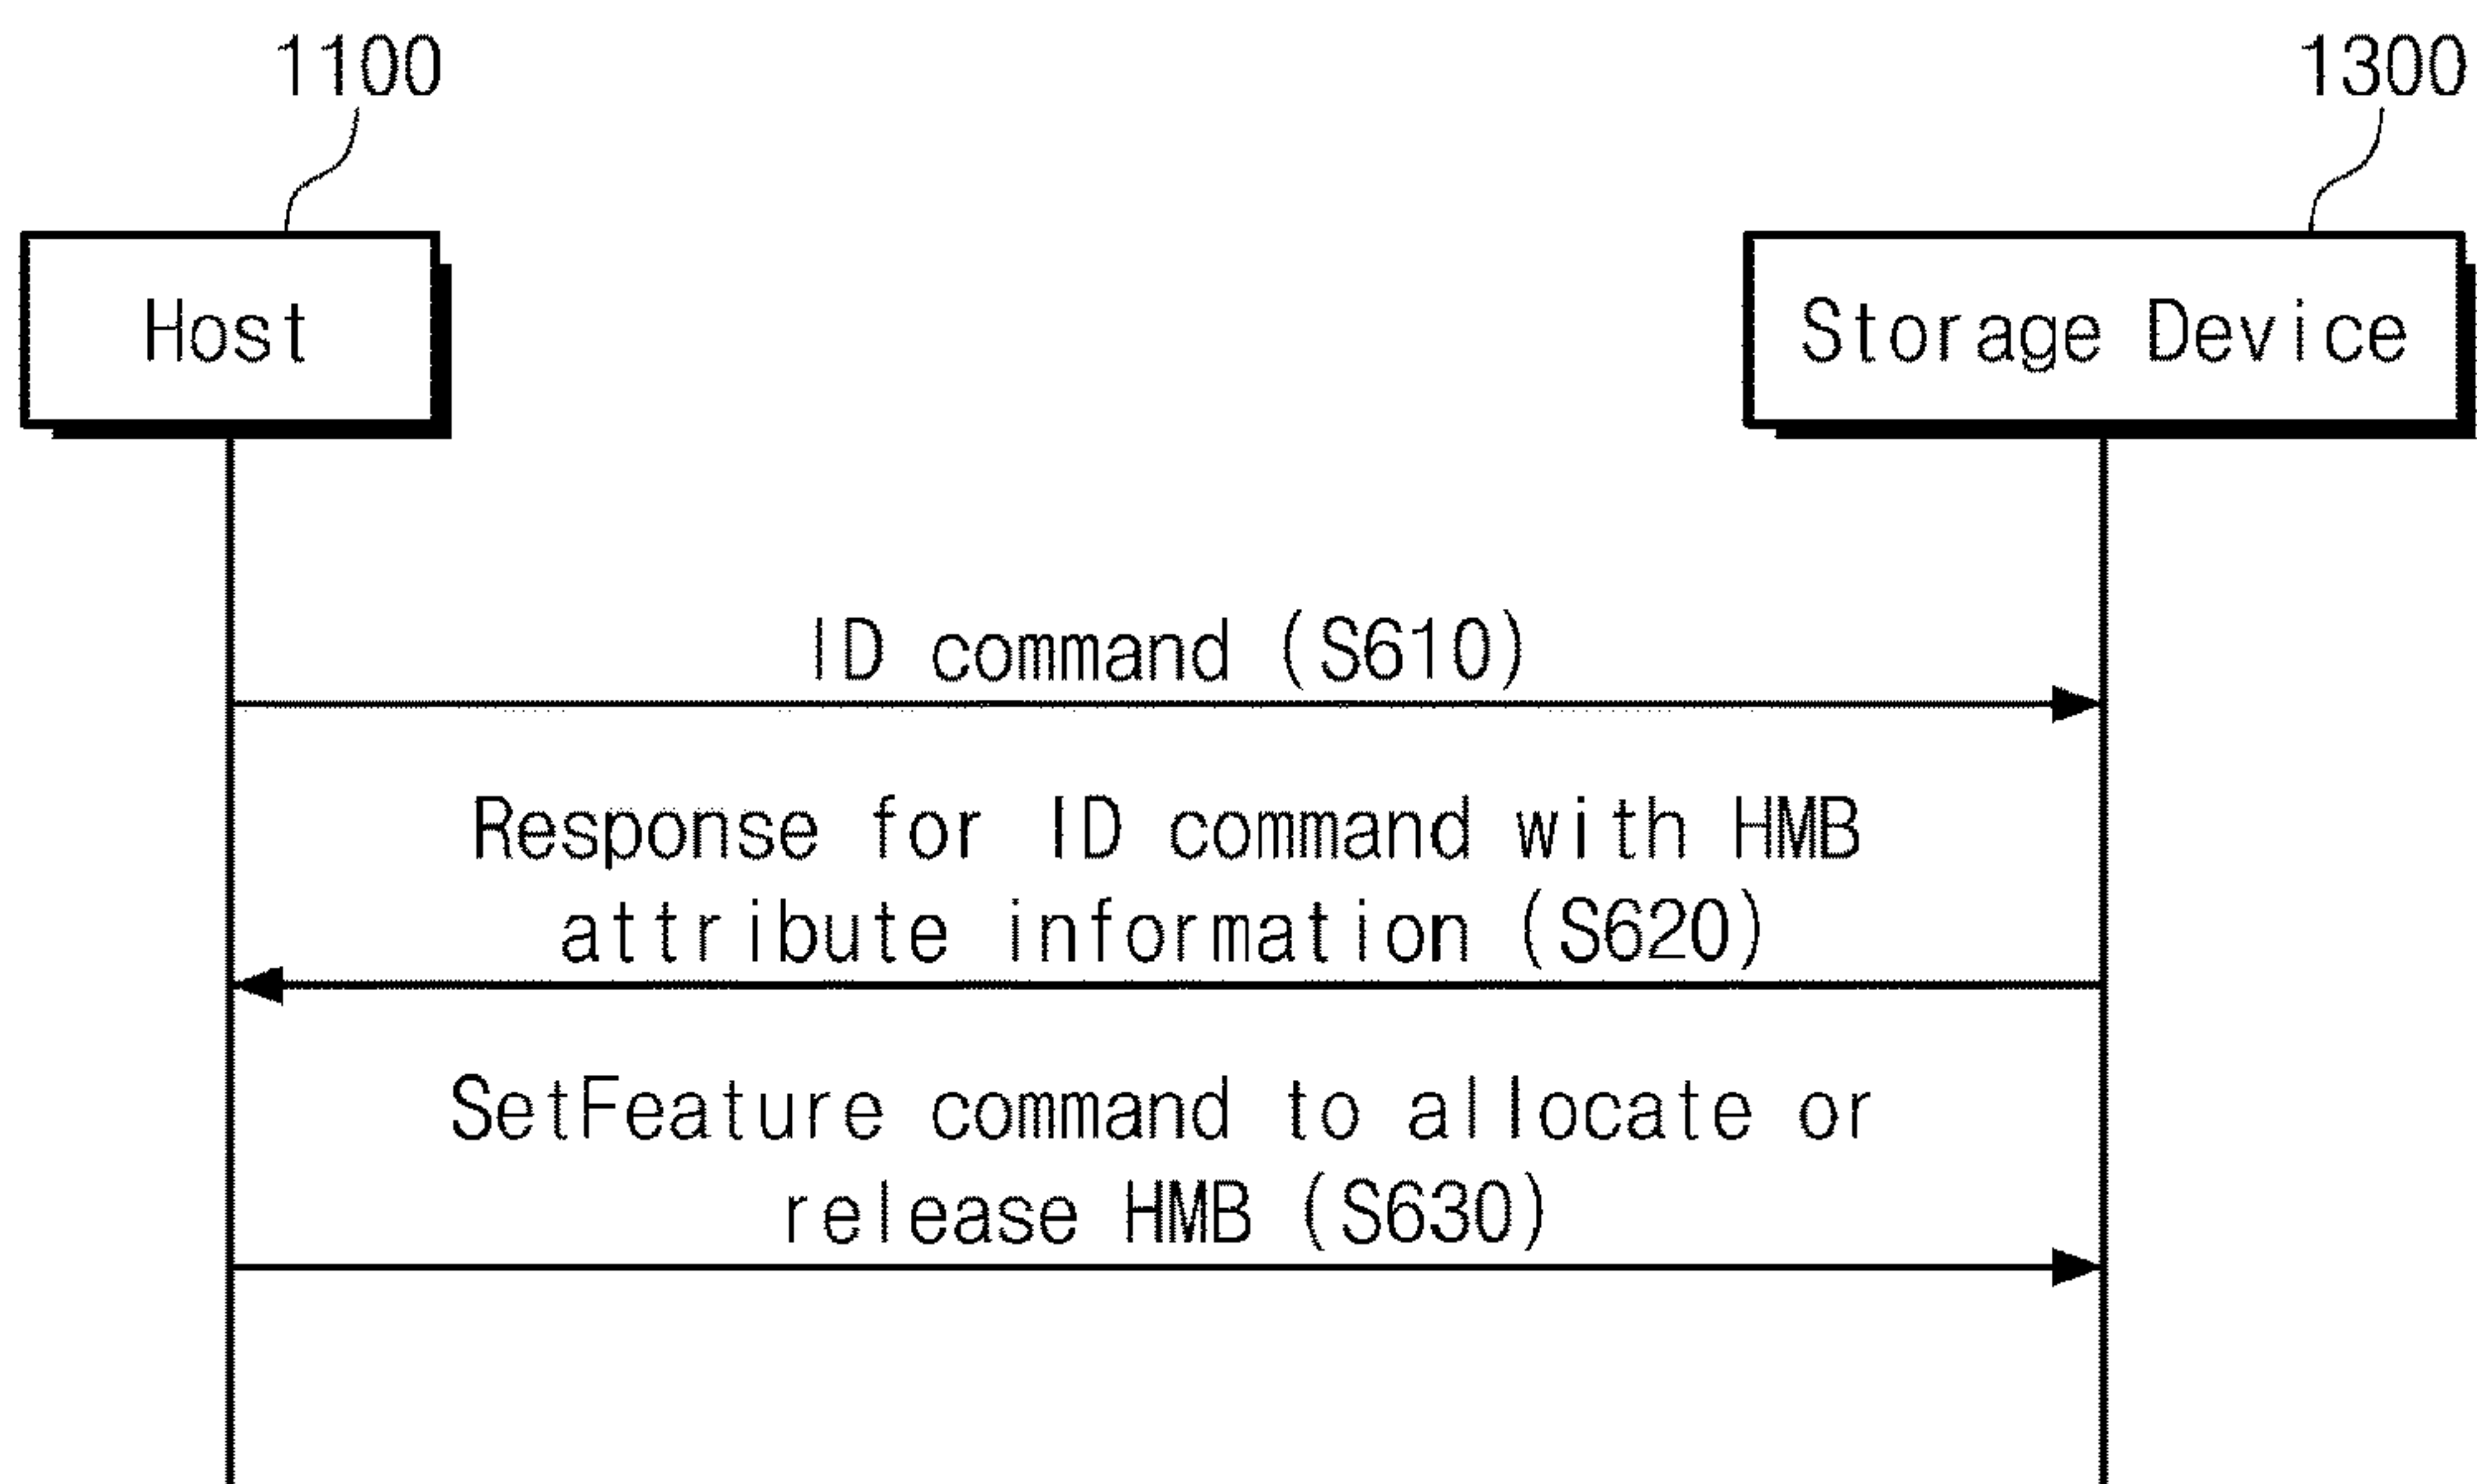 1100
1300
Host
Storage Device
ID command (S610)
Response for ID command with HMB
attribute information (S620)
SetFeature command to allocate or
release HMB (S630)